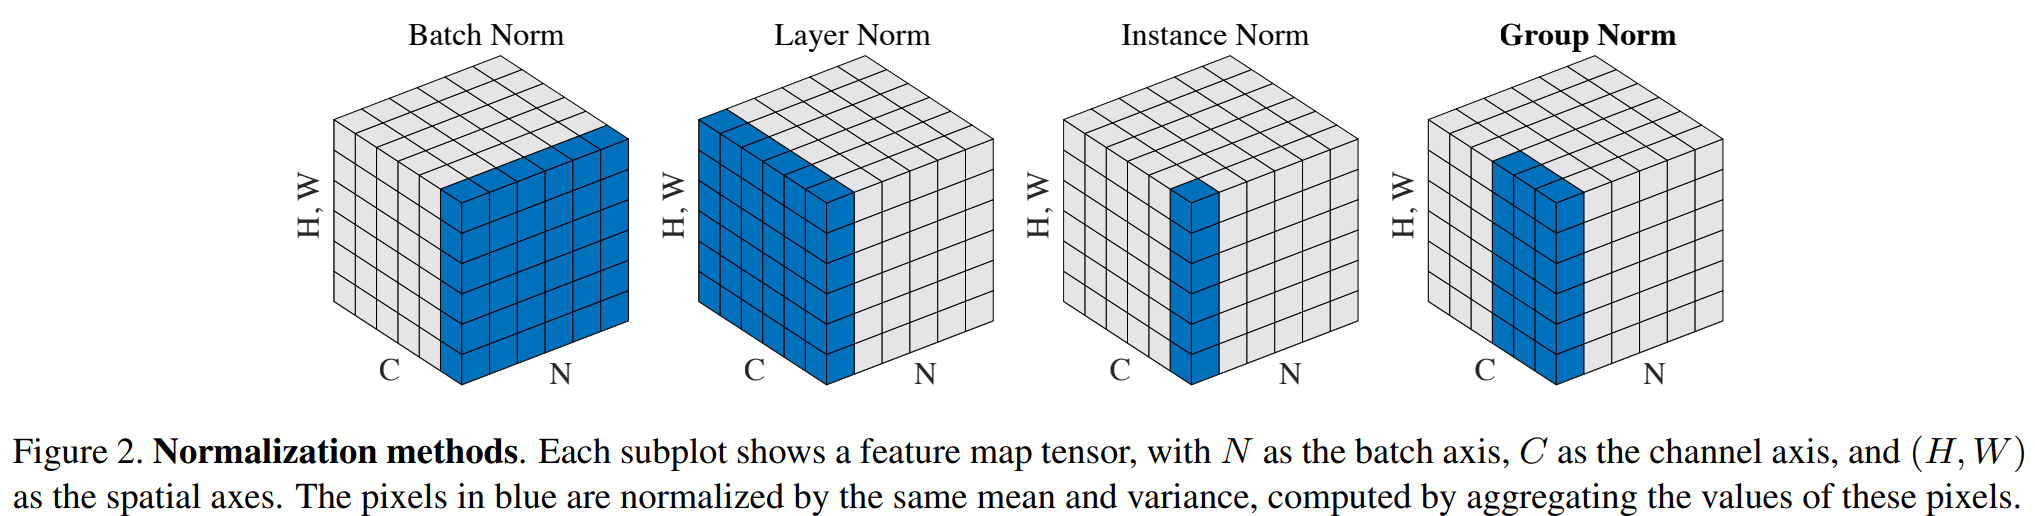 Batch Norm
Layer Norm
Instance Norm
Group Norm
H, W
C
N
H, W
C
N
H, W
C
N
H, W
C
N
Figure 2. Normalization methods. Each subplot shows a feature map tensor, with N as the batch axis, C as the channel axis, and (H, W)
as the spatial axes. The pixels in blue are normalized by the same mean and variance, computed by aggregating the values of these pixels.